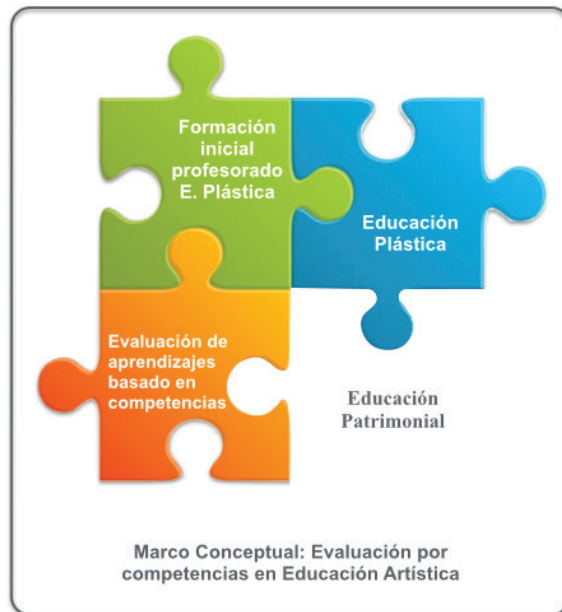 Formación
inicial
profesorado
E. Plástica
Educación
Plástica
Evaluación de
aprendizajes
basado en
competencias
Educación
Patrimonial
Marco Conceptual: Evaluación por
competencias en Educación Artística